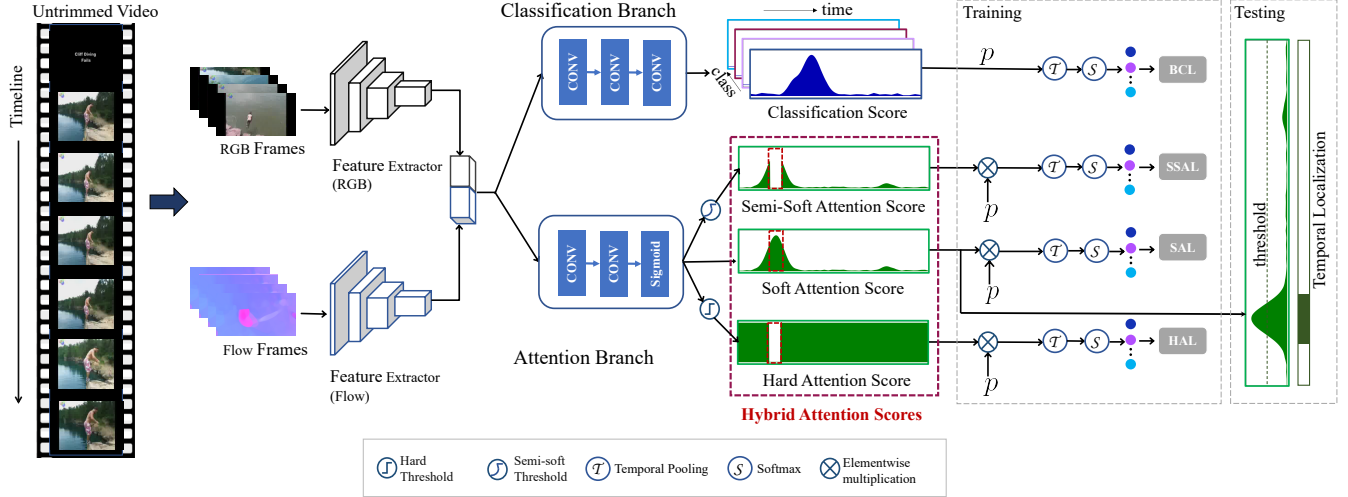 Untrimmed Video
Timeline
Cliff Diving
Fails
RGB Frames
Flow Frames
Feature Extractor
(RGB)
Feature Extractor
(Flow)
Classification Branch
CONV
CONV
CONV
Attention Branch
CONV
CONV
Sigmoid
time
class
Classification Score
Semi-Soft Attention Score
Soft Attention Score
Hard Attention Score
Hybrid Attention Scores
Training
p
T
S
BCL
p
T
S
SSAL
p
T
S
SAL
p
T
S
HAL
Testing
threshold
Temporal Localization
Hard
Threshold
Semi-soft
Threshold
T
Temporal Pooling
S
Softmax
Elementwise
multiplication